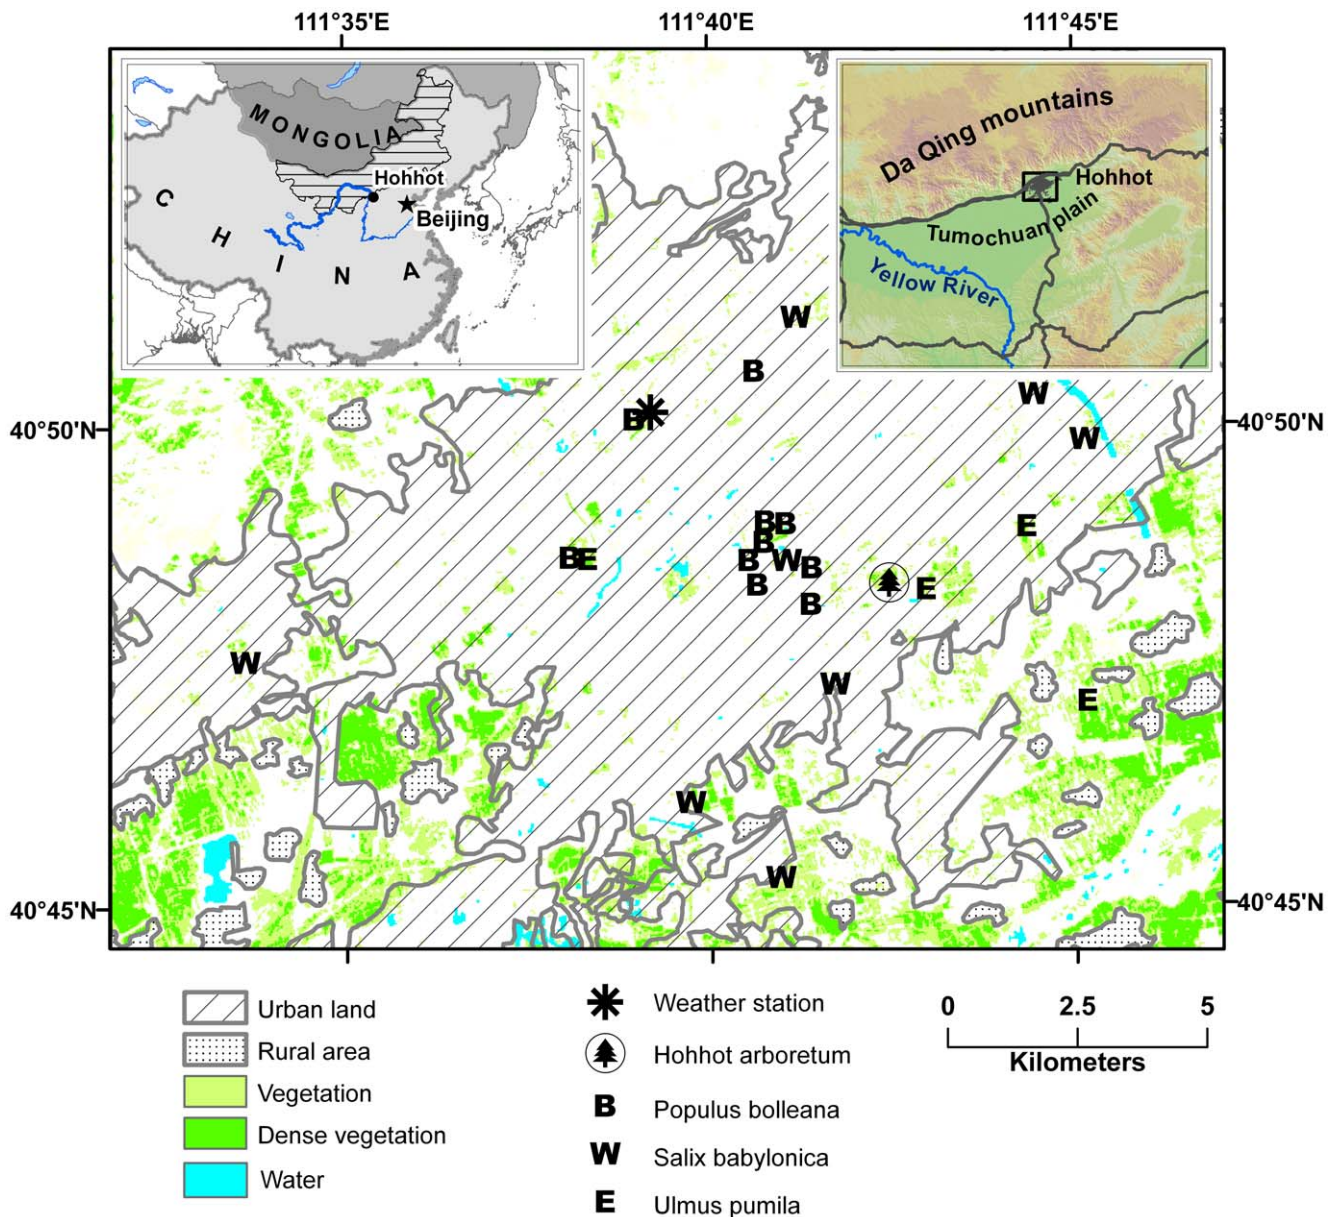 111°35'E 111°40'E 111°45'E
MONGOLIA
Hohhot
Beijing
CHINA
Da Qing mountains
Hohhot
Tumochuan plain
Yellow River
W
B
W
B
40°50'N 40°50'N
W
B B
E
B
B E B W B
B E
B
W
W
E
W
W
40°45'N 40°45'N
Urban land
Rural area
Vegetation
Dense vegetation
Water
Weather station
Hohhot arboretum
B Populus bolleana
W Salix babylonica
E Ulmus pumila
0 2.5 5
Kilometers